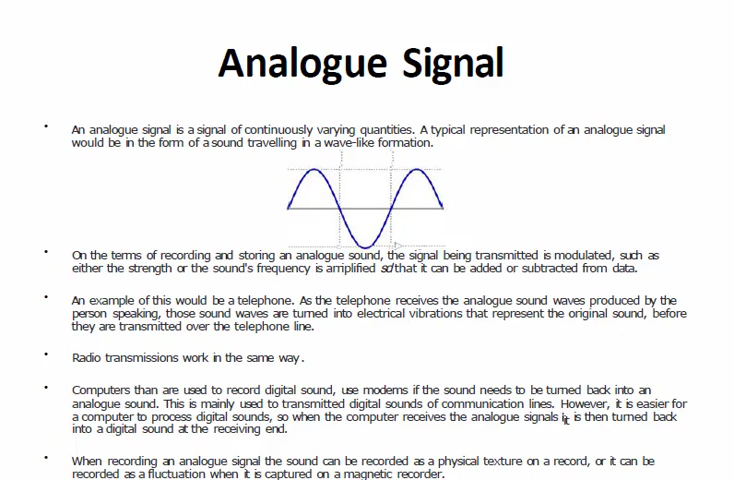 Analogue Signal
• An analogue signal is a signal of continuously varying quantities. A typical representation of an analogue signal
would be in the form of a sound travelling in a wave-like formation.
• On the terms of recording and storing an analogue sound, the signal being transmitted is modulated, such as
either the strength or the sound's frequency is arripilified so that it can be added or subtracted from data.
• An example of this would be a telephone. As the telephone receives the analogue sound waves produced by the
person speaking, those sound waves are turned into electrical vibrations that represent the original sound, before
they are transmitted over the telephone line.
• Radio transmissions work in the same way.
• Computers than are used to record digital sound, use modems if the sound needs to be turned back into an
analogue sound. This is mainly used to transmitted digital sounds of communication lines. However, it is easier for
a computer to process digital sounds, so when the computer receives the analogue signals it is then turned back
into a digital sound at the receiving end.
• When recording an analogue signal the sound can be recorded as a physical texture on a record, or it can be
recorded as a fluctuation when it is captured on a magnetic recorder.